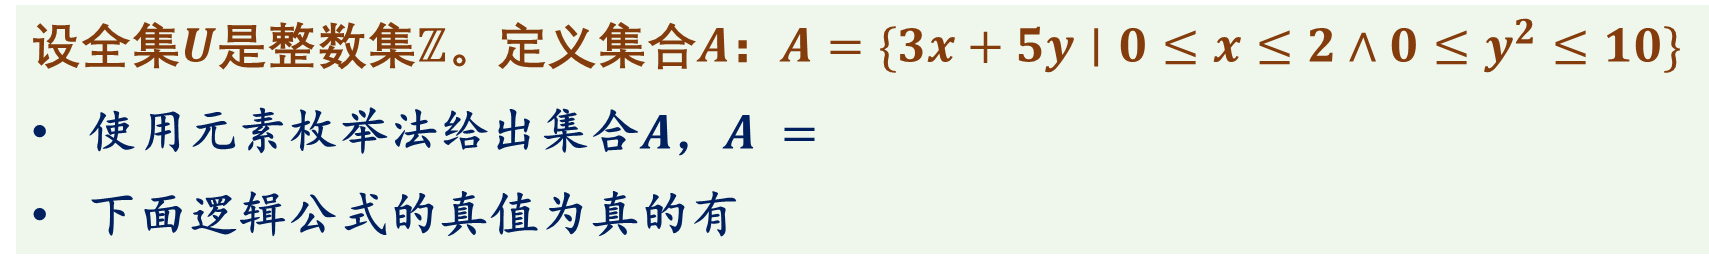 设全集U是整数集ℤ。定义集合A：A = {3x + 5y | 0 ≤ x ≤ 2 ∧ 0 ≤ y² ≤ 10}
• 使用元素枚举法给出集合A，A =
• 下面逻辑公式的真值为真的有